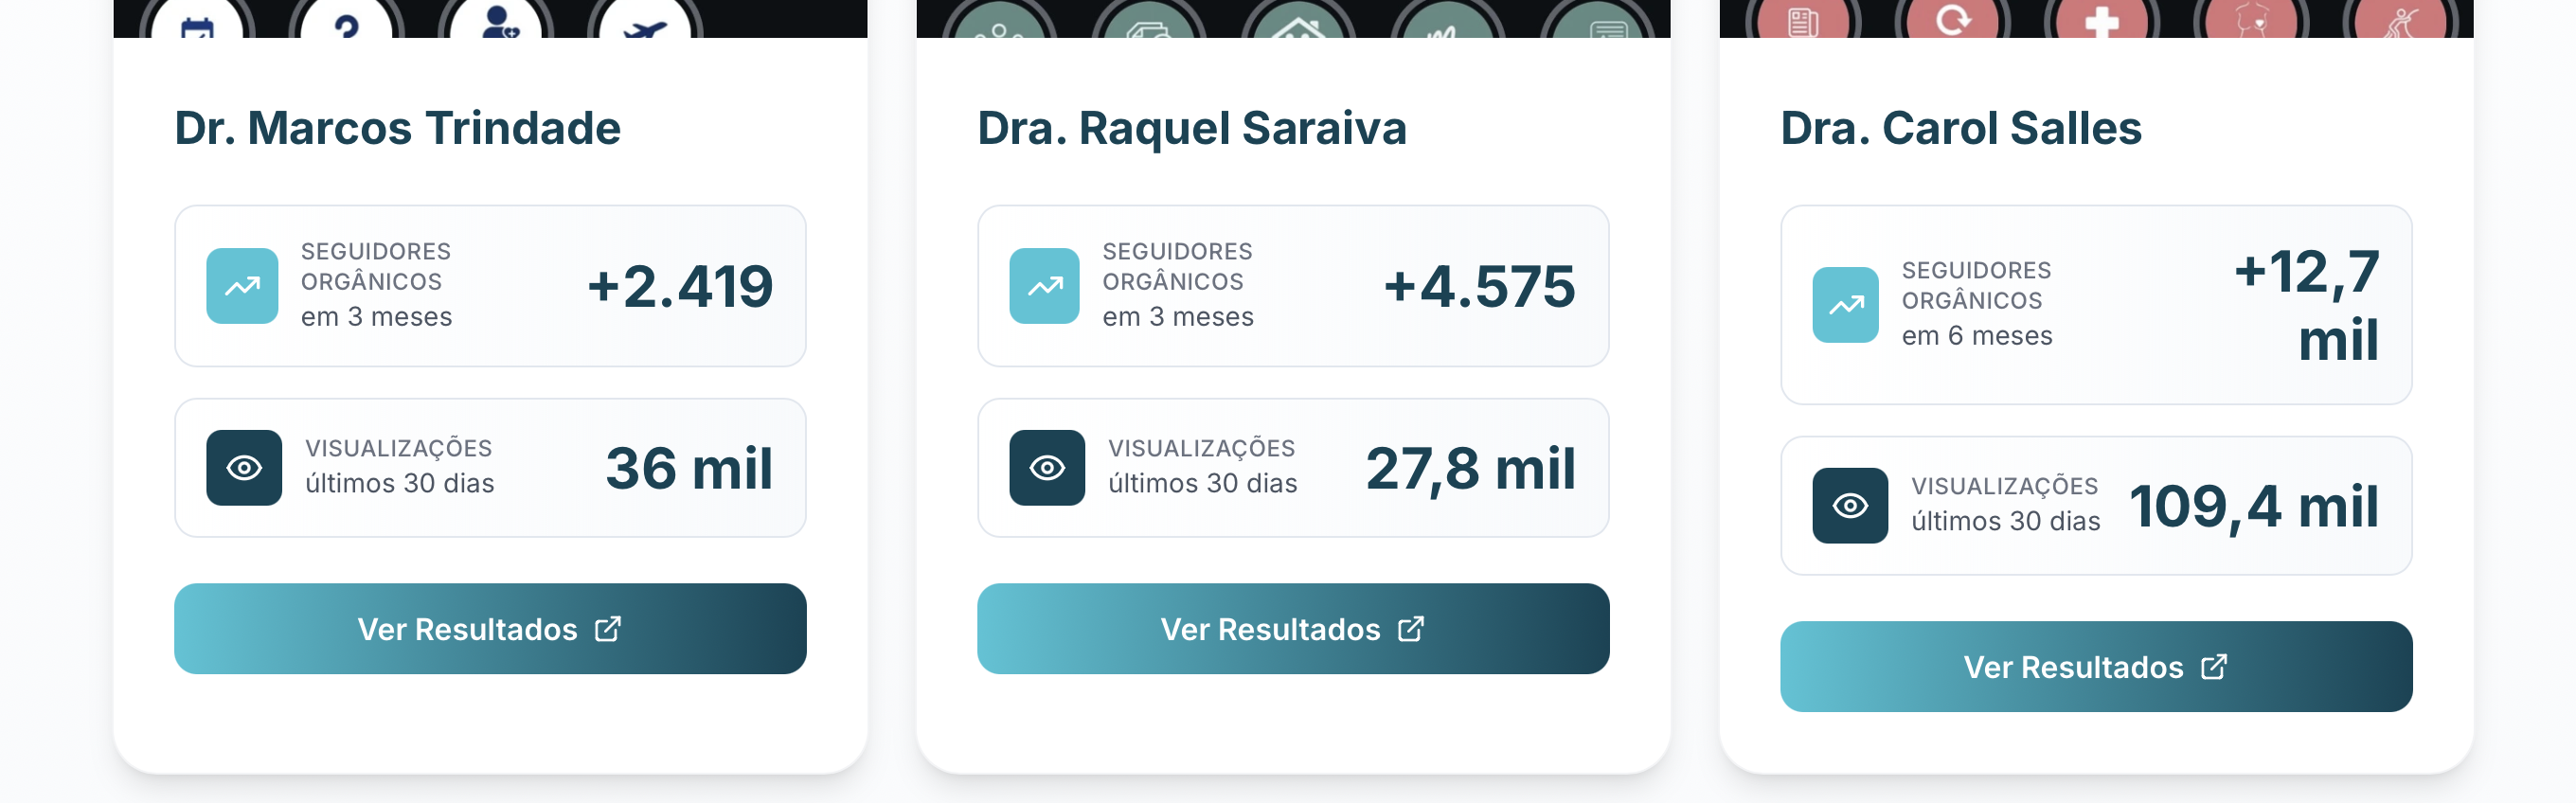 Dr. Marcos Trindade
SEGUIDORES
ORGÂNICOS
em 3 meses
+2.419
VISUALIZAÇÕES
últimos 30 dias
36 mil
Ver Resultados
Dra. Raquel Saraiva
SEGUIDORES
ORGÂNICOS
em 3 meses
+4.575
VISUALIZAÇÕES
últimos 30 dias
27,8 mil
Ver Resultados
Dra. Carol Salles
SEGUIDORES
ORGÂNICOS
em 6 meses
+12,7
mil
VISUALIZAÇÕES
últimos 30 dias
109,4 mil
Ver Resultados